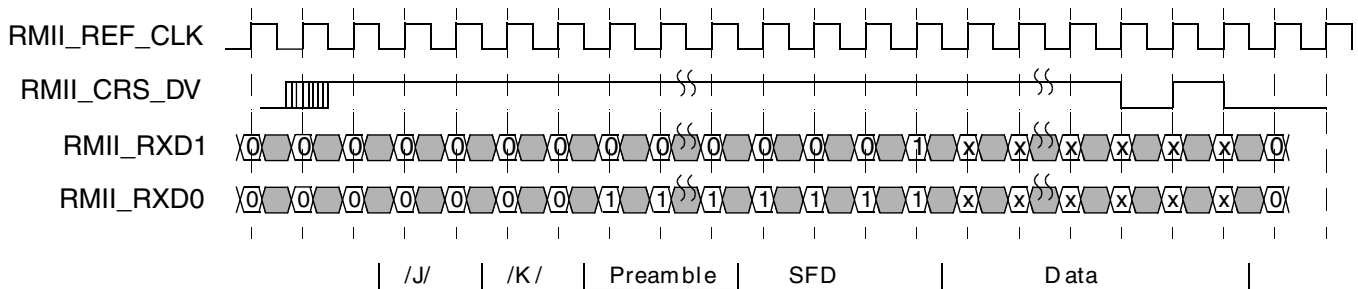 RMII_REF_CLK
RMII_CRS_DV
RMII_RXD1 0 0 0 0 0 0 0 0 0 0 0 0 0 1 x x x x x x 0
RMII_RXD0 0 0 0 0 0 0 0 1 1 1 1 1 1 1 x x x x x x 0
/J/ /K/ Preamble SFD Data